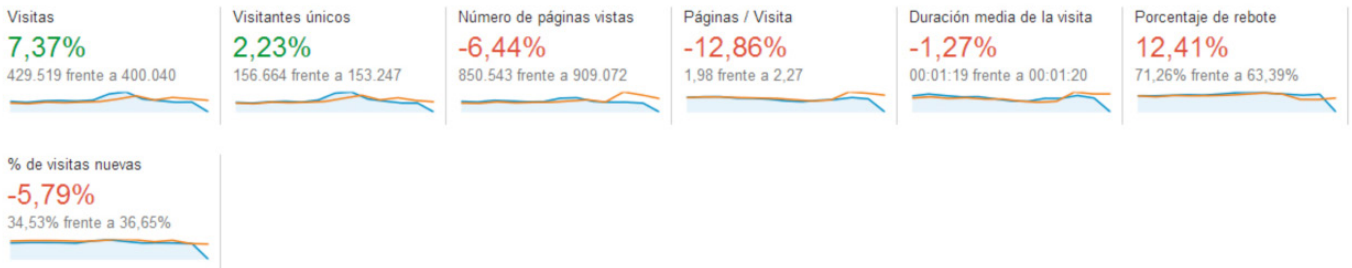 Visitas
7,37%
429.519 frente a 400.040
Visitantes únicos
2,23%
156.664 frente a 153.247
Número de páginas vistas
-6,44%
850.543 frente a 909.072
Páginas / Visita
-12,86%
1,98 frente a 2,27
Duración media de la visita
-1,27%
00:01:19 frente a 00:01:20
Porcentaje de rebote
12,41%
71,26% frente a 63,39%
% de visitas nuevas
-5,79%
34,53% frente a 36,65%